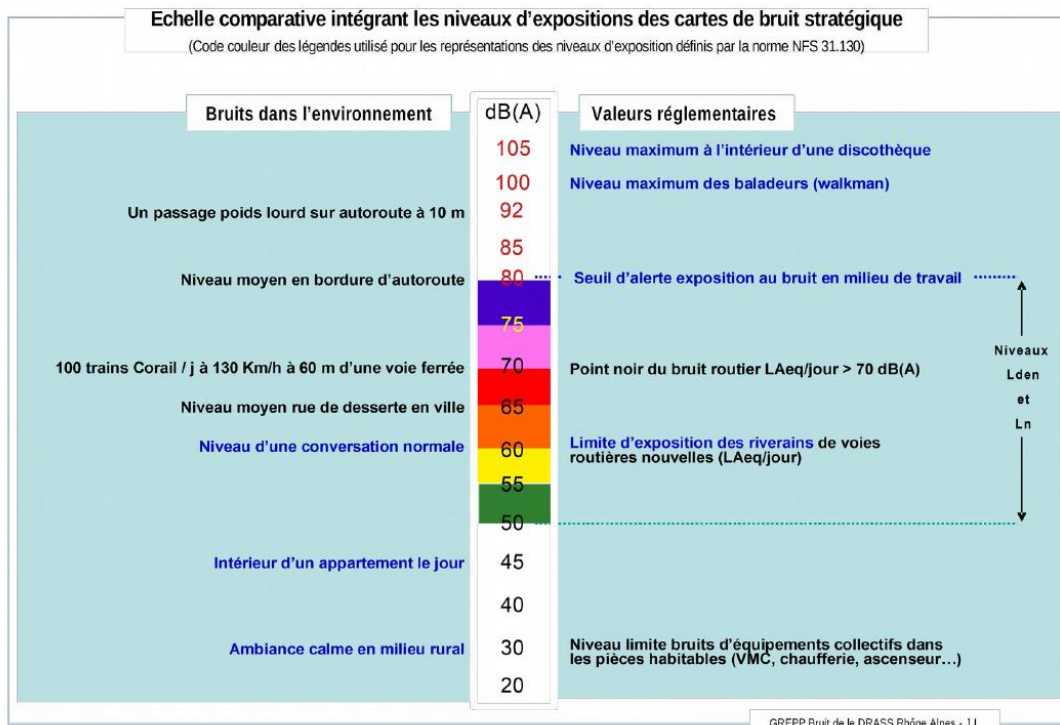 Echelle comparative intégrant les niveaux d'expositions des cartes de bruit stratégique
(Code couleur des légendes utilisé pour les représentations des niveaux d'exposition définis par la norme NFS 31.130)
Bruits dans l'environnement
dB(A)
Valeurs réglementaires
105
Niveau maximum à l'intérieur d'une discothèque
100
Niveau maximum des baladeurs (walkman)
Un passage poids lourd sur autoroute à 10 m
92
85
Niveau moyen en bordure d'autoroute
80
Seuil d'alerte exposition au bruit en milieu de travail
75
Niveaux
Lden
et
Ln
100 trains Corail / j à 130 Km/h à 60 m d'une voie ferrée
70
Point noir du bruit routier LAeq/jour > 70 dB(A)
Niveau moyen rue de desserte en ville
65
Niveau d'une conversation normale
60
Limite d'exposition des riverains de voies
routières nouvelles (LAeq/jour)
55
50
Intérieur d'un appartement le jour
45
40
Ambiance calme en milieu rural
30
Niveau limite bruits d'équipements collectifs dans
les pièces habitables (VMC, chaufferie, ascenseur…)
20
GREPP Bruit de le DRASS Rhône Alpes -